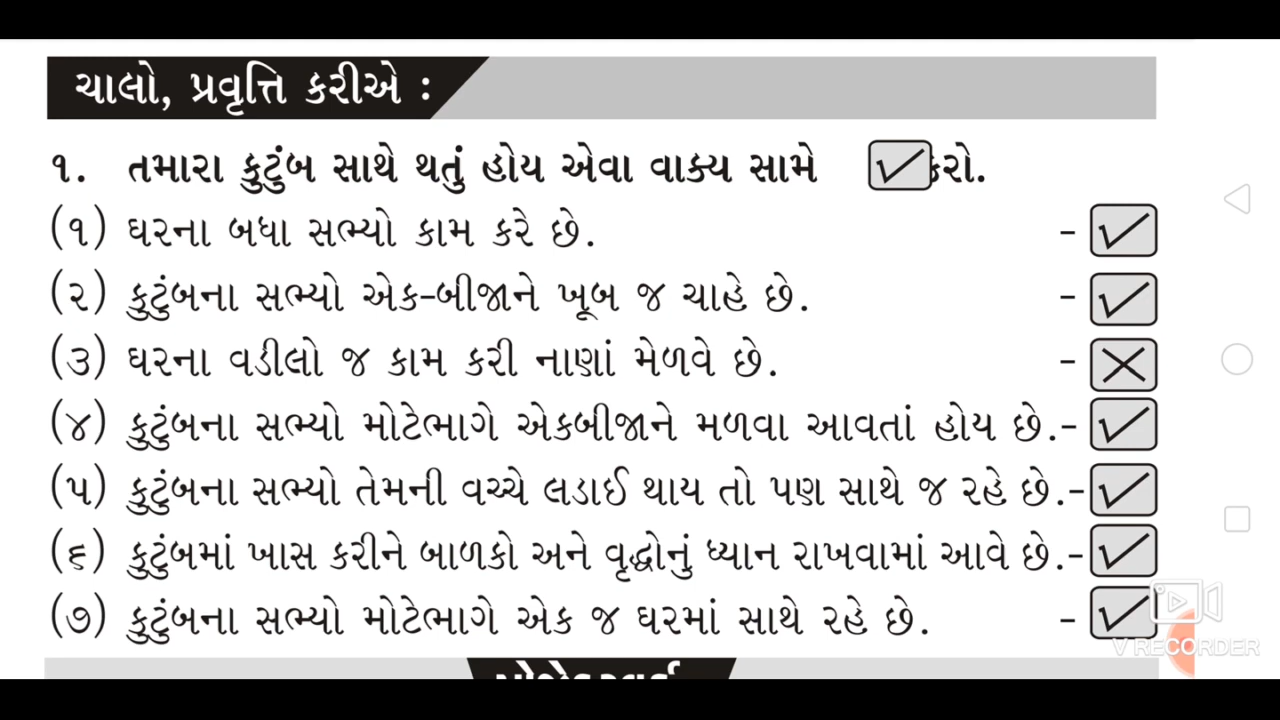 ચાલો, પ્રવૃત્તિ કરીએ :
૧. તમારા કુટુંબ સાથે થતું હોય એવા વાક્ય સામે ✓ કરો.
(૧) ઘરના બધા સભ્યો કામ કરે છે. - ✓
(૨) કુટુંબના સભ્યો એક-બીજાને ખૂબ જ ચાહે છે. - ✓
(૩) ઘરના વડીલો જ કામ કરી નાણાં મેળવે છે. - ✕
(૪) કુટુંબના સભ્યો મોટેભાગે એકબીજાને મળવા આવતાં હોય છે.- ✓
(૫) કુટુંબના સભ્યો તેમની વચ્ચે લડાઈ થાય તો પણ સાથે જ રહે છે.- ✓
(૬) કુટુંબમાં ખાસ કરીને બાળકો અને વૃદ્ધોનું ધ્યાન રાખવામાં આવે છે.- ✓
(૭) કુટુંબના સભ્યો મોટેભાગે એક જ ઘરમાં સાથે રહે છે. - ✓
V RECORDER